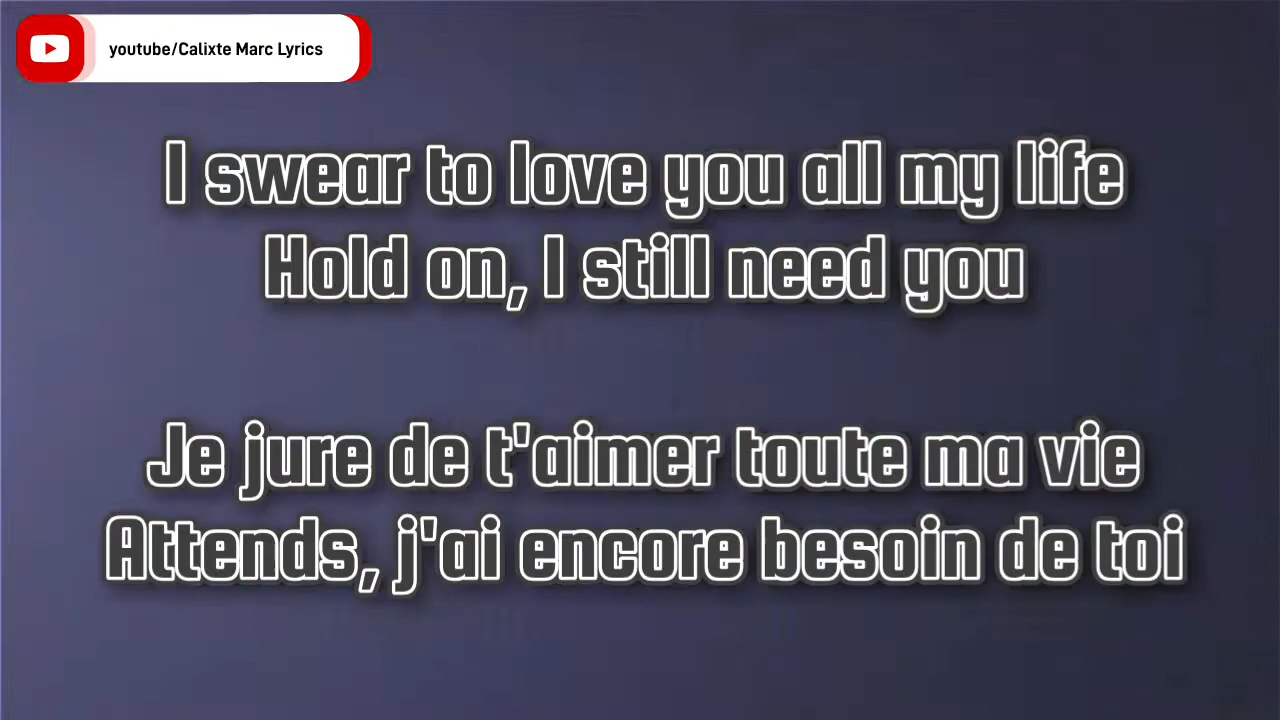 youtube/Calixte Marc Lyrics
I swear to love you all my life
Hold on, I still need you
Je jure de t'aimer toute ma vie
Attends, j'ai encore besoin de toi